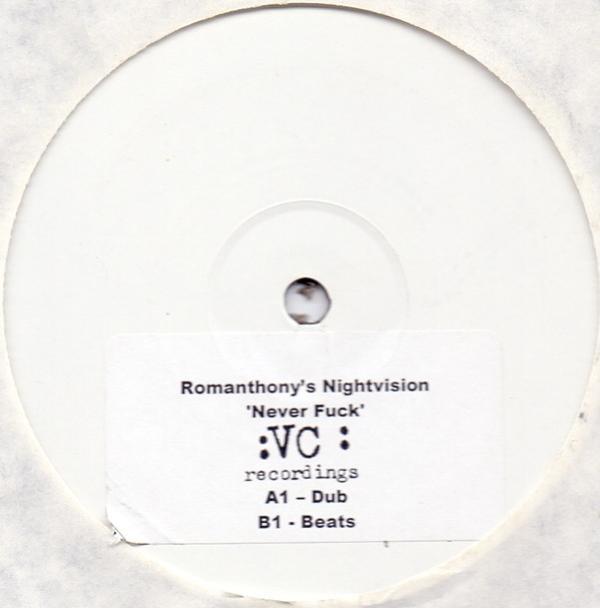 Romanthony's Nightvision
'Never Fuck'
:VC :
recordings
A1 – Dub
B1 - Beats